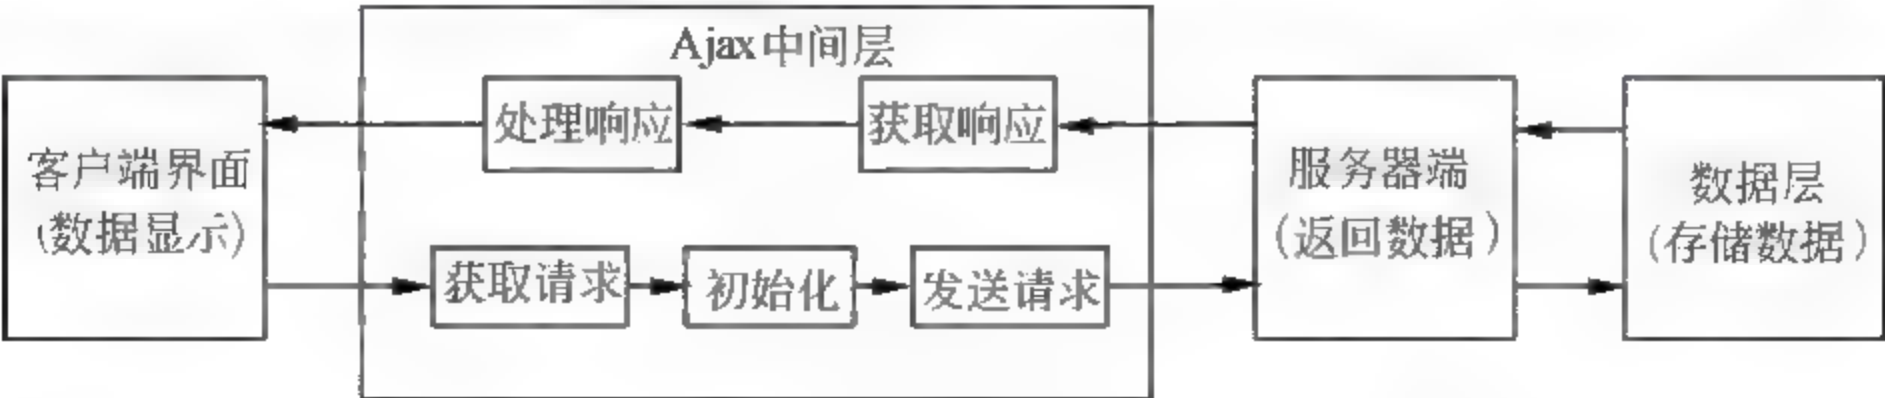 Ajax中间层
处理响应
获取响应
客户端界面
(数据显示)
服务器端
(返回数据)
数据层
(存储数据)
获取请求
初始化
发送请求